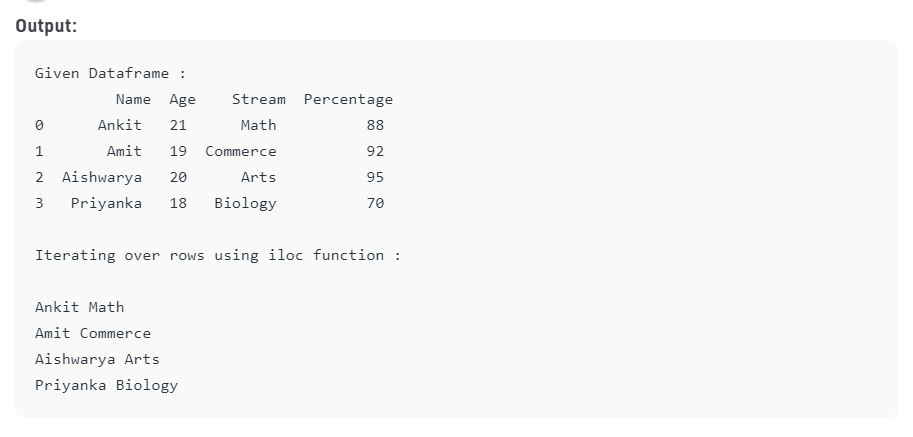 Output:
Given Dataframe :
Name Age Stream Percentage
0 Ankit 21 Math 88
1 Amit 19 Commerce 92
2 Aishwarya 20 Arts 95
3 Priyanka 18 Biology 70
Iterating over rows using iloc function :
Ankit Math
Amit Commerce
Aishwarya Arts
Priyanka Biology